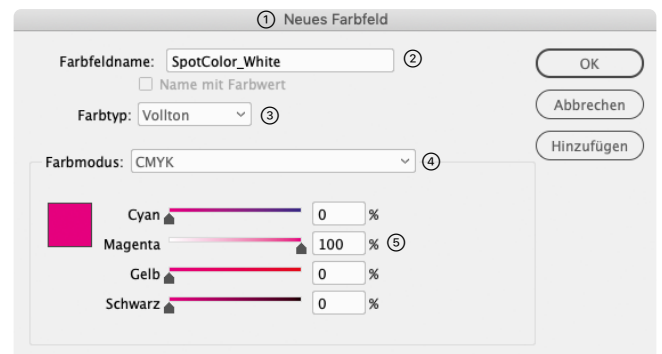 ① Neues Farbfeld
Farbfeldname: SpotColor_White ②
Name mit Farbwert
Farbtyp: Vollton ③
Farbmodus: CMYK ④
Cyan 0 %
Magenta 100 % ⑤
Gelb 0 %
Schwarz 0 %
OK
Abbrechen
Hinzufügen